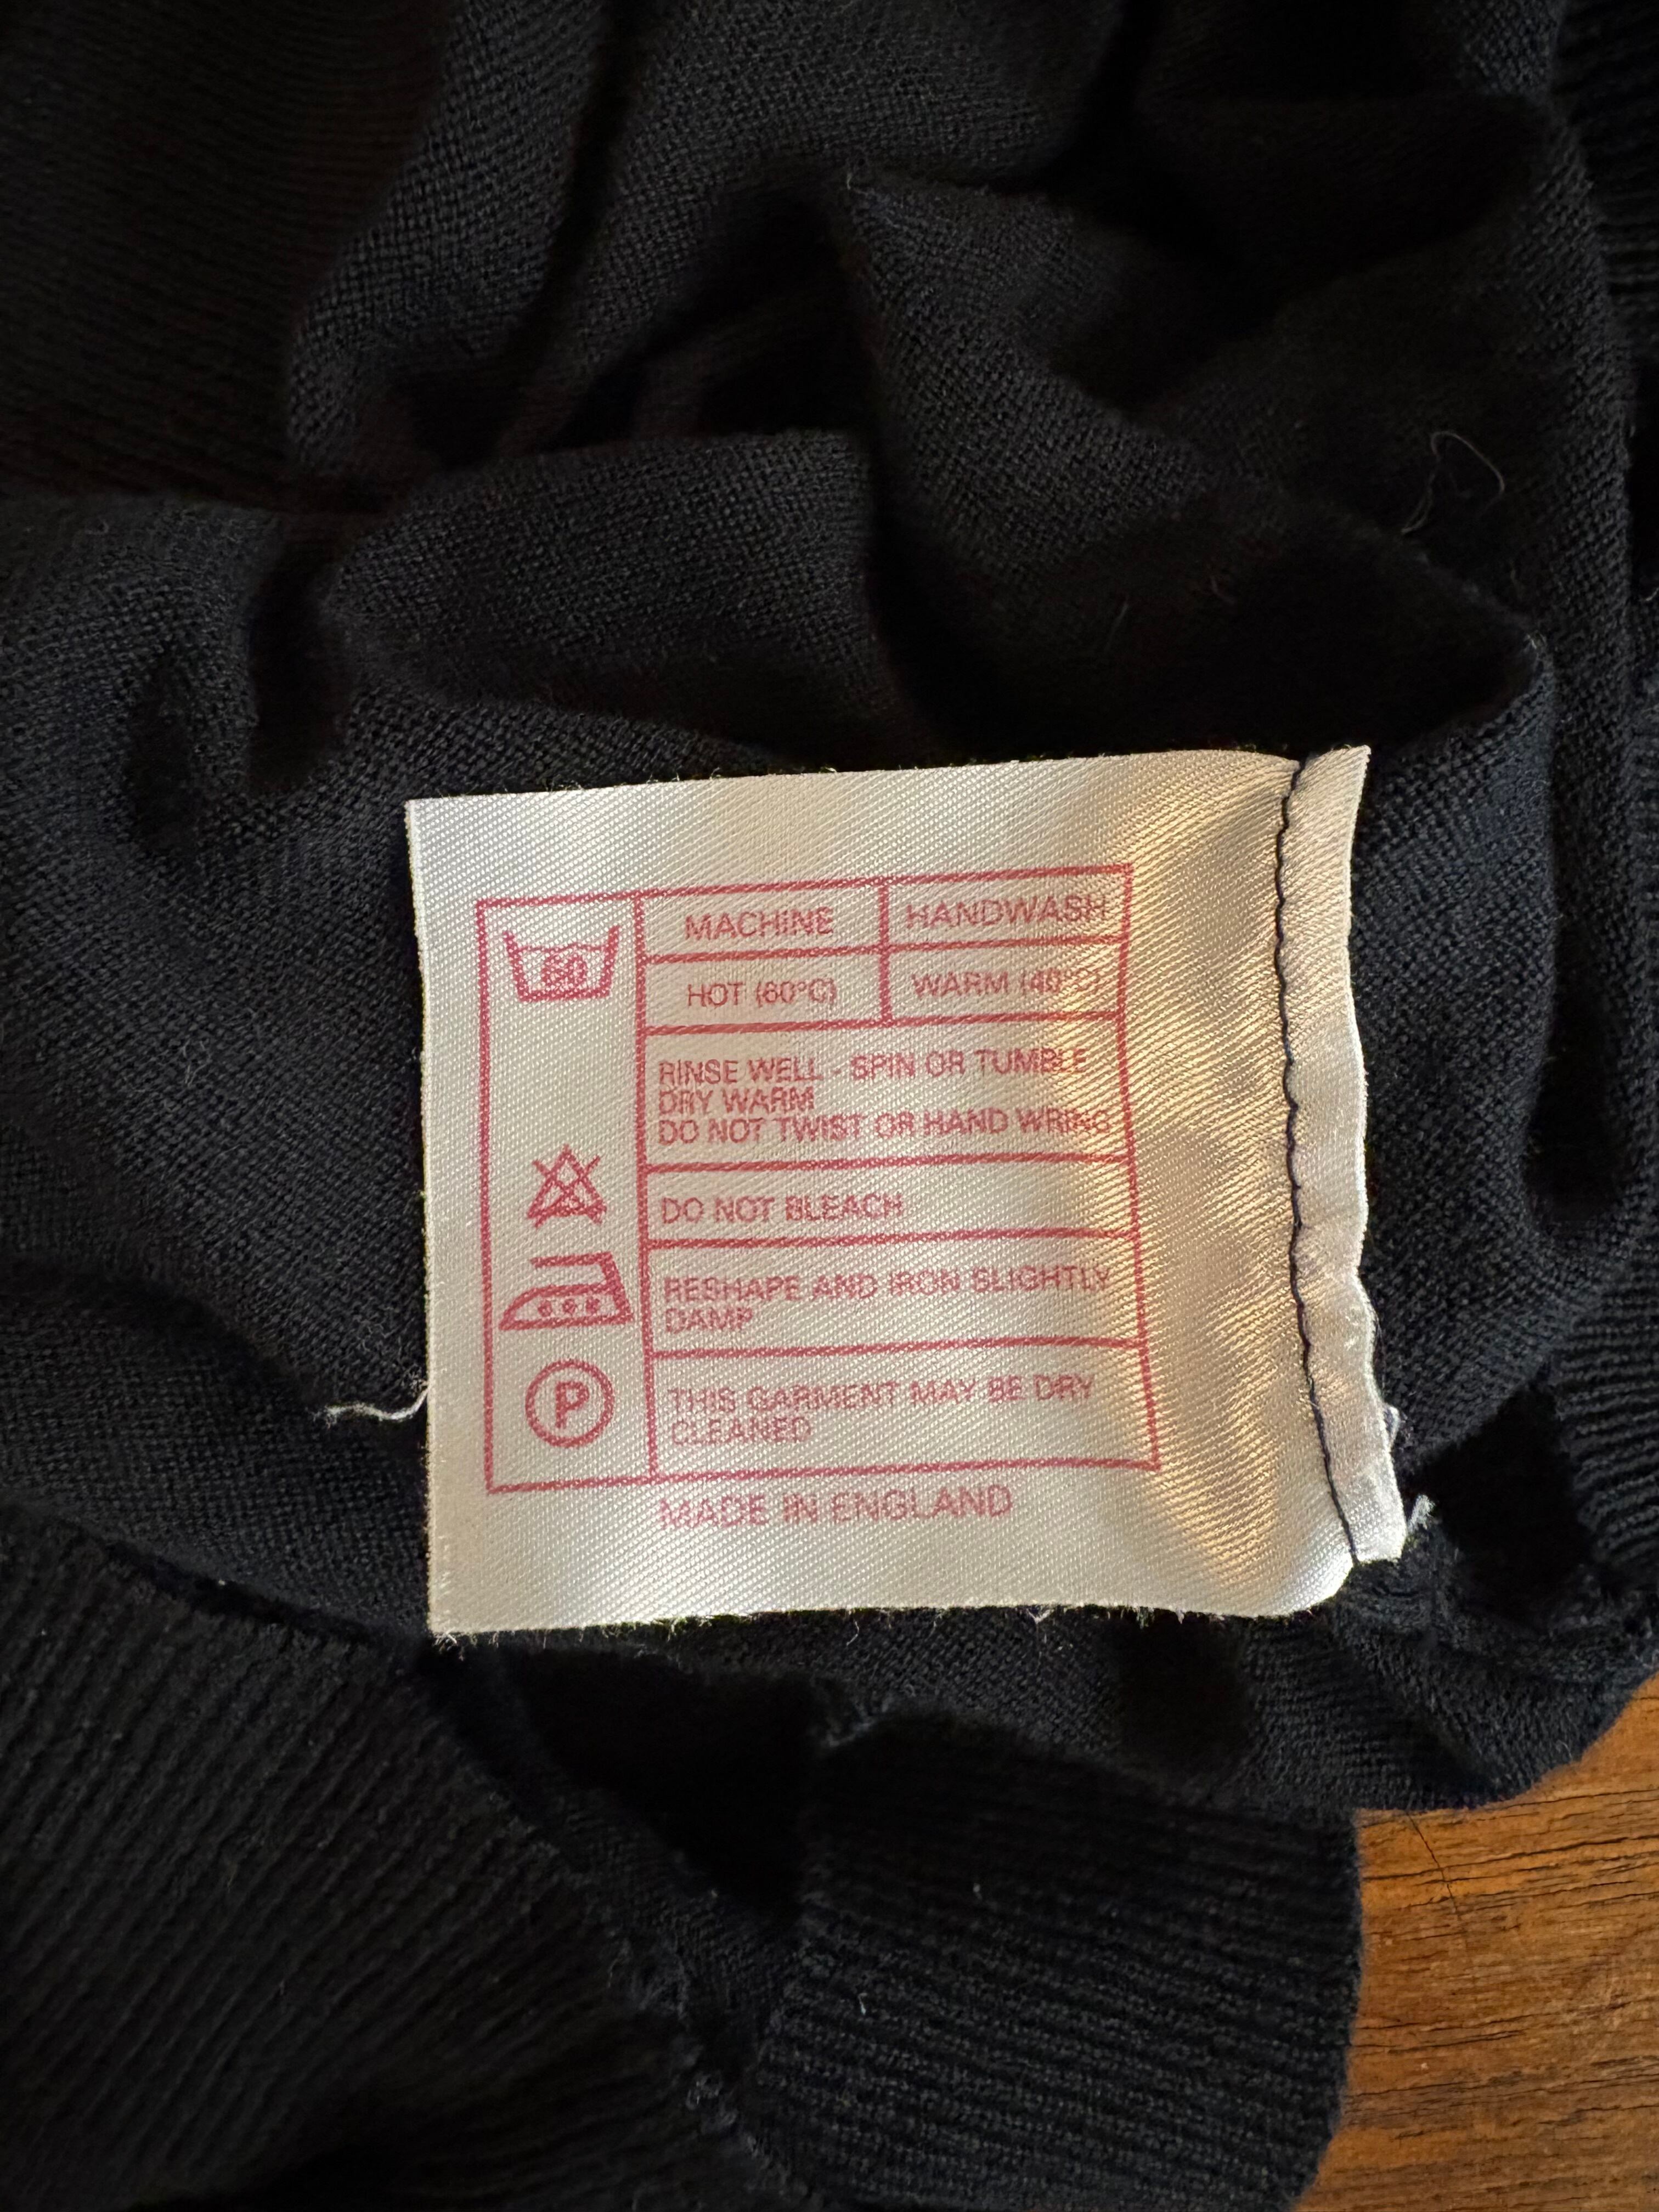 60
MACHINE HANDWASH
HOT (60°C) WARM (40°C)
RINSE WELL - SPIN OR TUMBLE
DRY WARM
DO NOT TWIST OR HAND WRING
DO NOT BLEACH
RESHAPE AND IRON SLIGHTLY
DAMP
P
THIS GARMENT MAY BE DRY
CLEANED
MADE IN ENGLAND